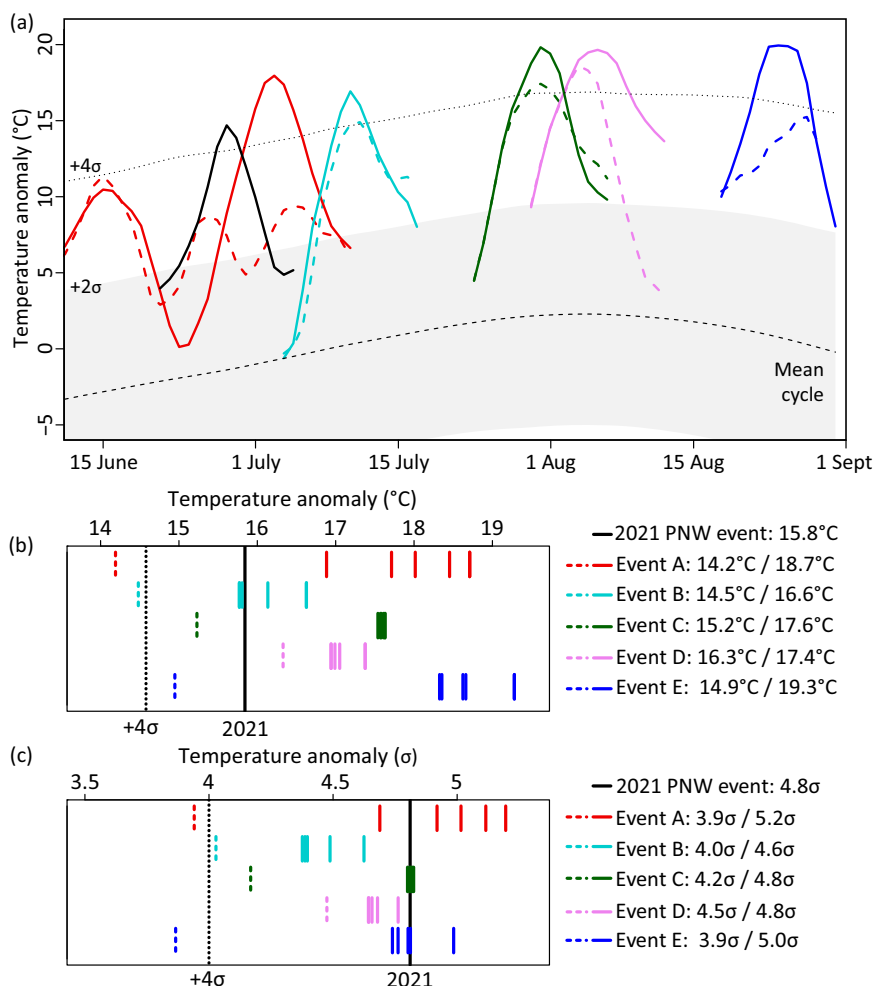 (a)
Temperature anomaly (°C)
20
15
10
5
0
−5
+4σ
+2σ
Mean
cycle
15 June
1 July
15 July
1 Aug
15 Aug
1 Sept
Temperature anomaly (°C)
14
15
16
17
18
19
(b)
+4σ
2021
2021 PNW event: 15.8°C
Event A: 14.2°C / 18.7°C
Event B: 14.5°C / 16.6°C
Event C: 15.2°C / 17.6°C
Event D: 16.3°C / 17.4°C
Event E: 14.9°C / 19.3°C
(c)
Temperature anomaly (σ)
3.5
4
4.5
5
+4σ
2021
2021 PNW event: 4.8σ
Event A: 3.9σ / 5.2σ
Event B: 4.0σ / 4.6σ
Event C: 4.2σ / 4.8σ
Event D: 4.5σ / 4.8σ
Event E: 3.9σ / 5.0σ